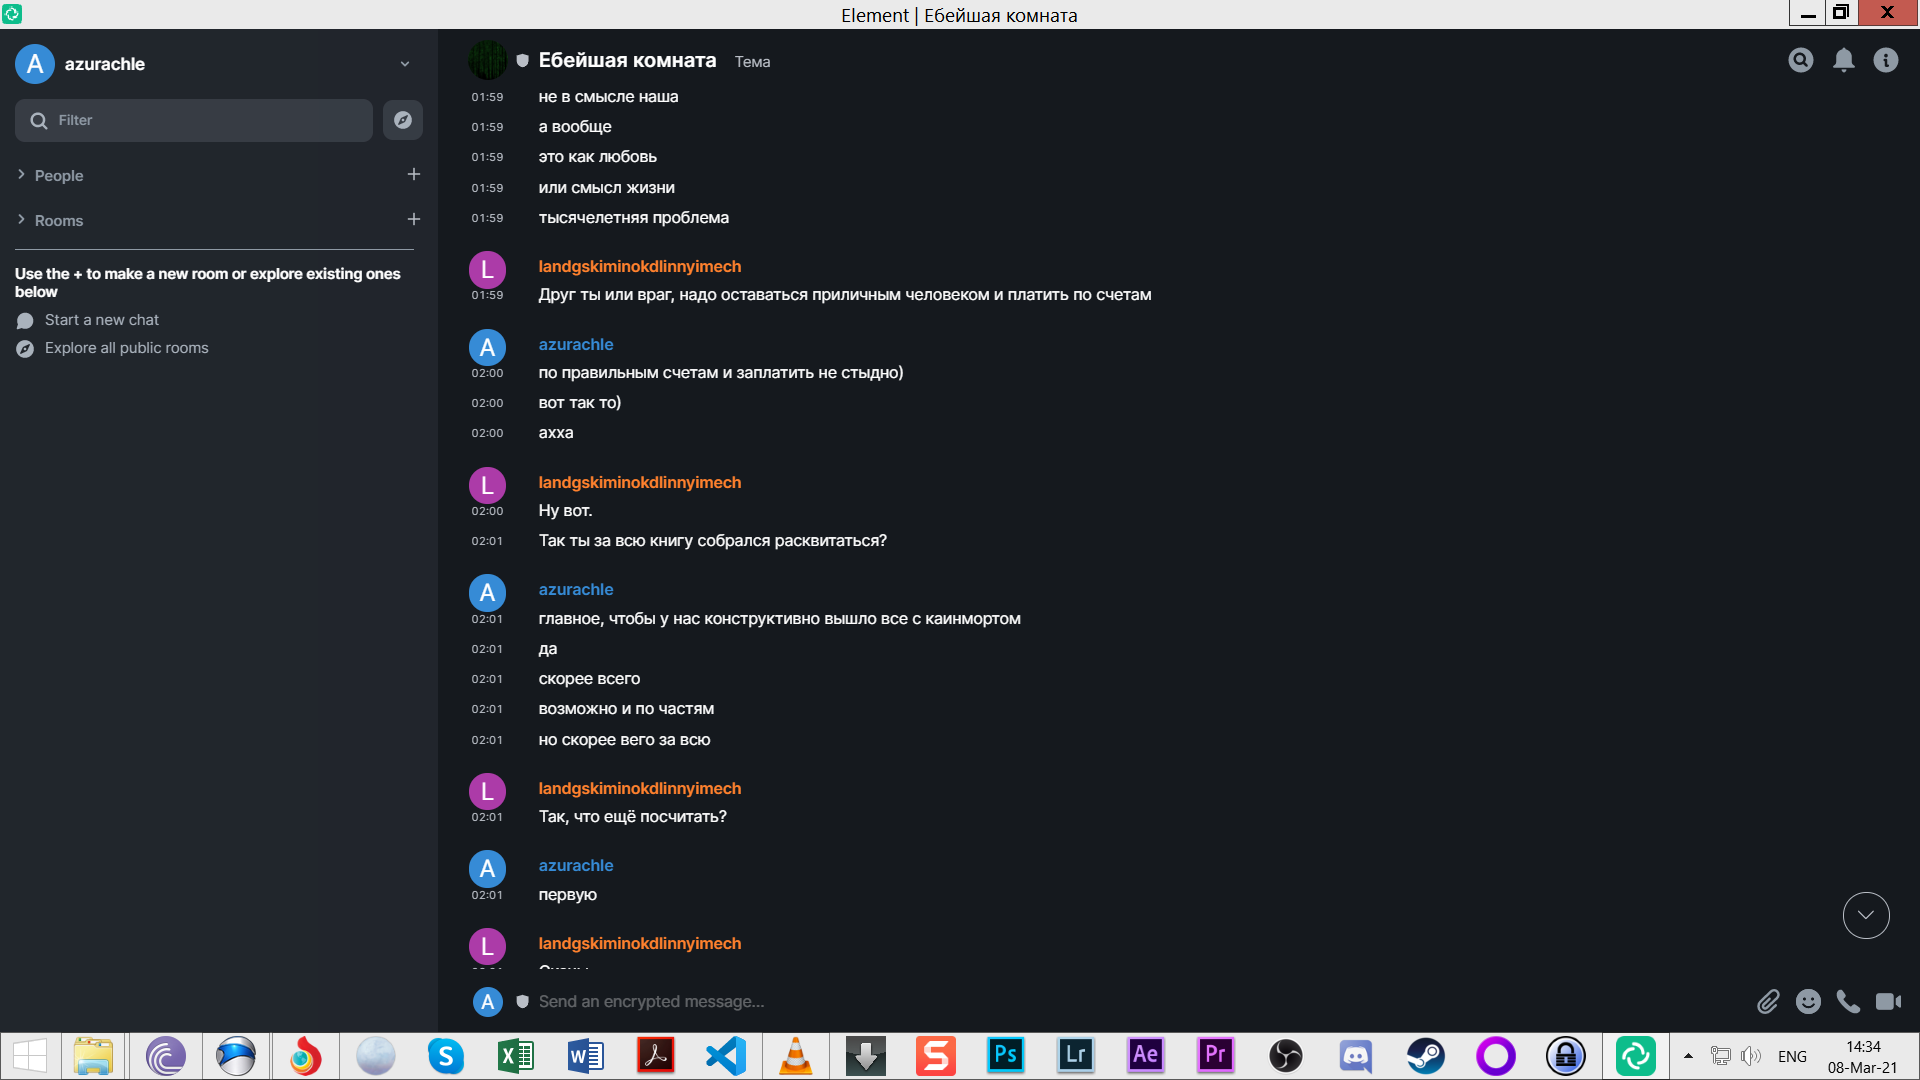 Element | Ебейшая комната
A
azurachle
Filter
People
Rooms
Use the + to make a new room or explore existing ones
below
Start a new chat
Explore all public rooms
Ебейшая комната Тема
01:59 не в смысле наша
01:59 а вообще
01:59 это как любовь
01:59 или смысл жизни
01:59 тысячелетняя проблема
L landgskiminokdlinnyimech
01:59 Друг ты или враг, надо оставаться приличным человеком и платить по счетам
A azurachle
02:00 по правильным счетам и заплатить не стыдно)
02:00 вот так то)
02:00 ахха
L landgskiminokdlinnyimech
02:00 Ну вот.
02:01 Так ты за всю книгу собрался расквитаться?
A azurachle
02:01 главное, чтобы у нас конструктивно вышло все с каинмортом
02:01 да
02:01 скорее всего
02:01 возможно и по частям
02:01 но скорее вего за всю
L landgskiminokdlinnyimech
02:01 Так, что ещё посчитать?
A azurachle
02:01 первую
L landgskiminokdlinnyimech
A Send an encrypted message...
S X W S Ps Lr Ae Pr
ENG
14:34
08-Mar-21